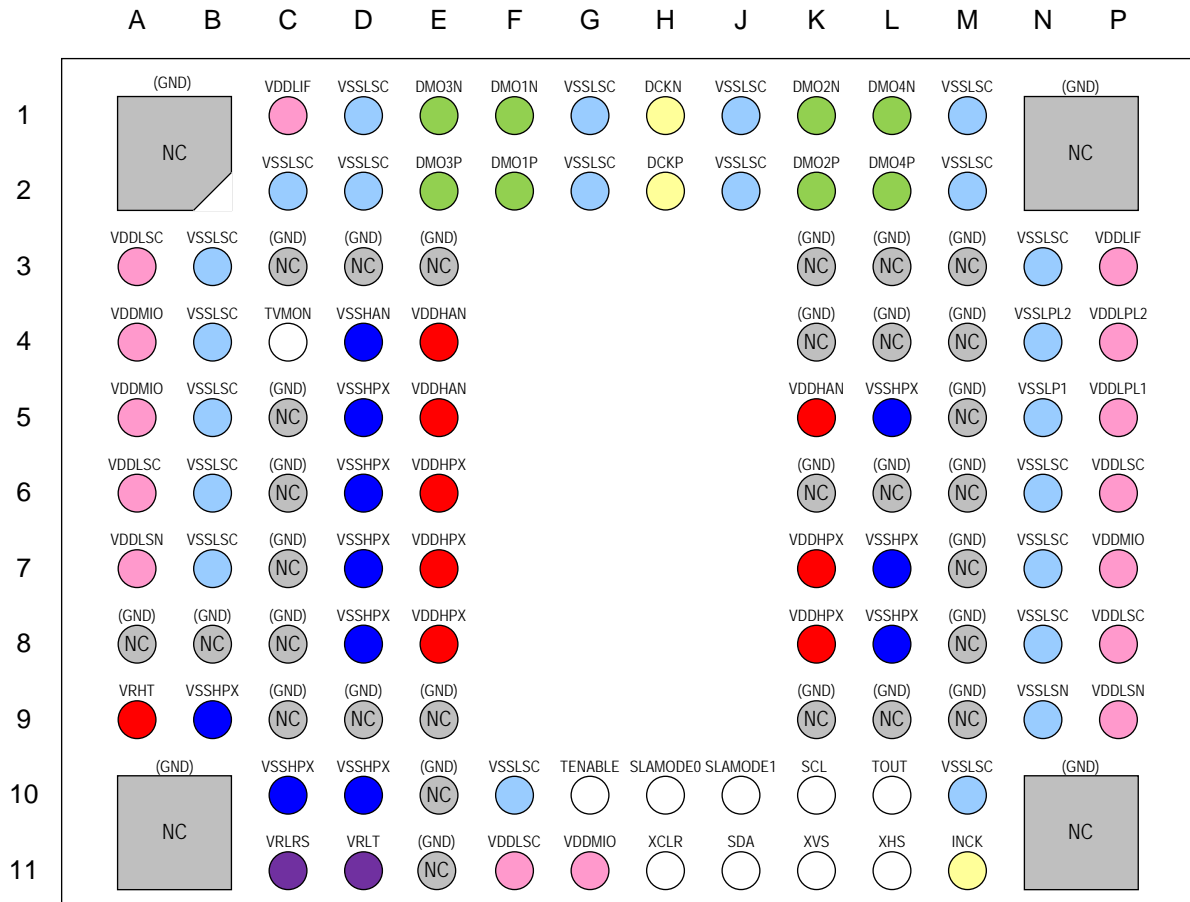 A B C D E F G H J K L M N P
(GND) VDDLIF VSSLSC DMO3N DMO1N VSSLSC DCKN VSSLSC DMO2N DMO4N VSSLSC (GND)
1
NC NC
VSSLSC VSSLSC DMO3P DMO1P VSSLSC DCKP VSSLSC DMO2P DMO4P VSSLSC
2
VDDLSC VSSLSC (GND) (GND) (GND) (GND) (GND) (GND) VSSLSC VDDLIF
3 NC NC NC NC NC NC
VDDMIO VSSLSC TVMON VSSHAN VDDHAN (GND) (GND) (GND) VSSLPL2 VDDLPL2
4 NC NC NC
VDDMIO VSSLSC (GND) VSSHPX VDDHAN VDDHAN VSSHPX (GND) VSSLP1 VDDLPL1
5 NC NC
VDDLSC VSSLSC (GND) VSSHPX VDDHPX (GND) (GND) (GND) VSSLSC VDDLSC
6 NC NC NC NC
VDDLSN VSSLSC (GND) VSSHPX VDDHPX VDDHPX VSSHPX (GND) VSSLSC VDDMIO
7 NC NC
(GND) (GND) (GND) VSSHPX VDDHPX VDDHPX VSSHPX (GND) VSSLSC VDDLSC
8 NC NC NC NC
VRHT VSSHPX (GND) (GND) (GND) (GND) (GND) (GND) VSSLSN VDDLSN
9 NC NC NC NC NC NC
(GND) VSSHPX VSSHPX (GND) VSSLSC TENABLE SLAMODE0 SLAMODE1 SCL TOUT VSSLSC (GND)
10 NC
NC NC
VRLRS VRLT (GND) VDDLSC VDDMIO XCLR SDA XVS XHS INCK
11 NC